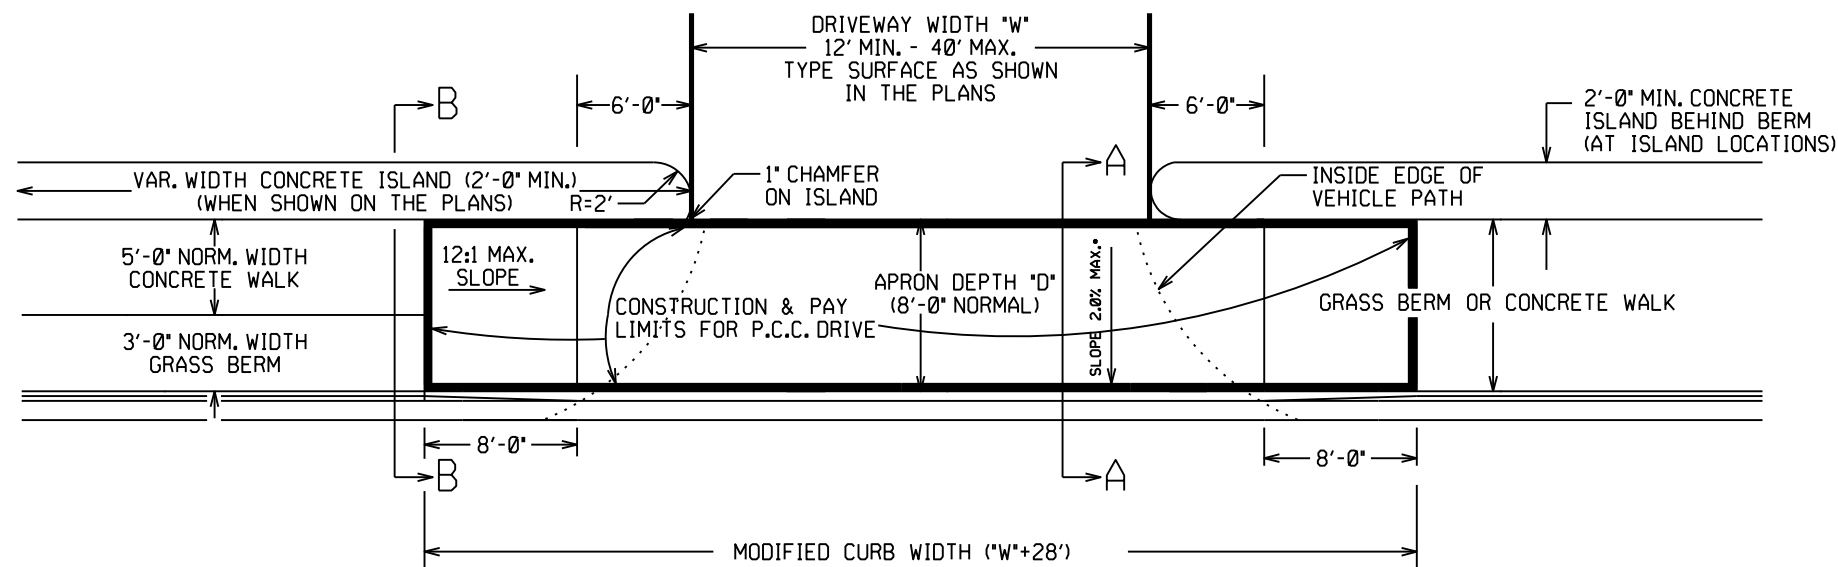 DRIVEWAY WIDTH "W"
12' MIN. - 40' MAX.
TYPE SURFACE AS SHOWN
IN THE PLANS
B
6'-0"
6'-0"
2'-0" MIN. CONCRETE
ISLAND BEHIND BERM
(AT ISLAND LOCATIONS)
A
VAR. WIDTH CONCRETE ISLAND (2'-0" MIN.)
(WHEN SHOWN ON THE PLANS)
R=2'
1" CHAMFER
ON ISLAND
INSIDE EDGE OF
VEHICLE PATH
5'-0" NORM. WIDTH
CONCRETE WALK
12:1 MAX.
SLOPE
CONSTRUCTION & PAY
LIMITS FOR P.C.C. DRIVE
APRON DEPTH "D"
(8'-0" NORMAL)
SLOPE 2.0% MAX.*
GRASS BERM OR CONCRETE WALK
3'-0" NORM. WIDTH
GRASS BERM
8'-0"
8'-0"
B
A
MODIFIED CURB WIDTH ("W"+28')